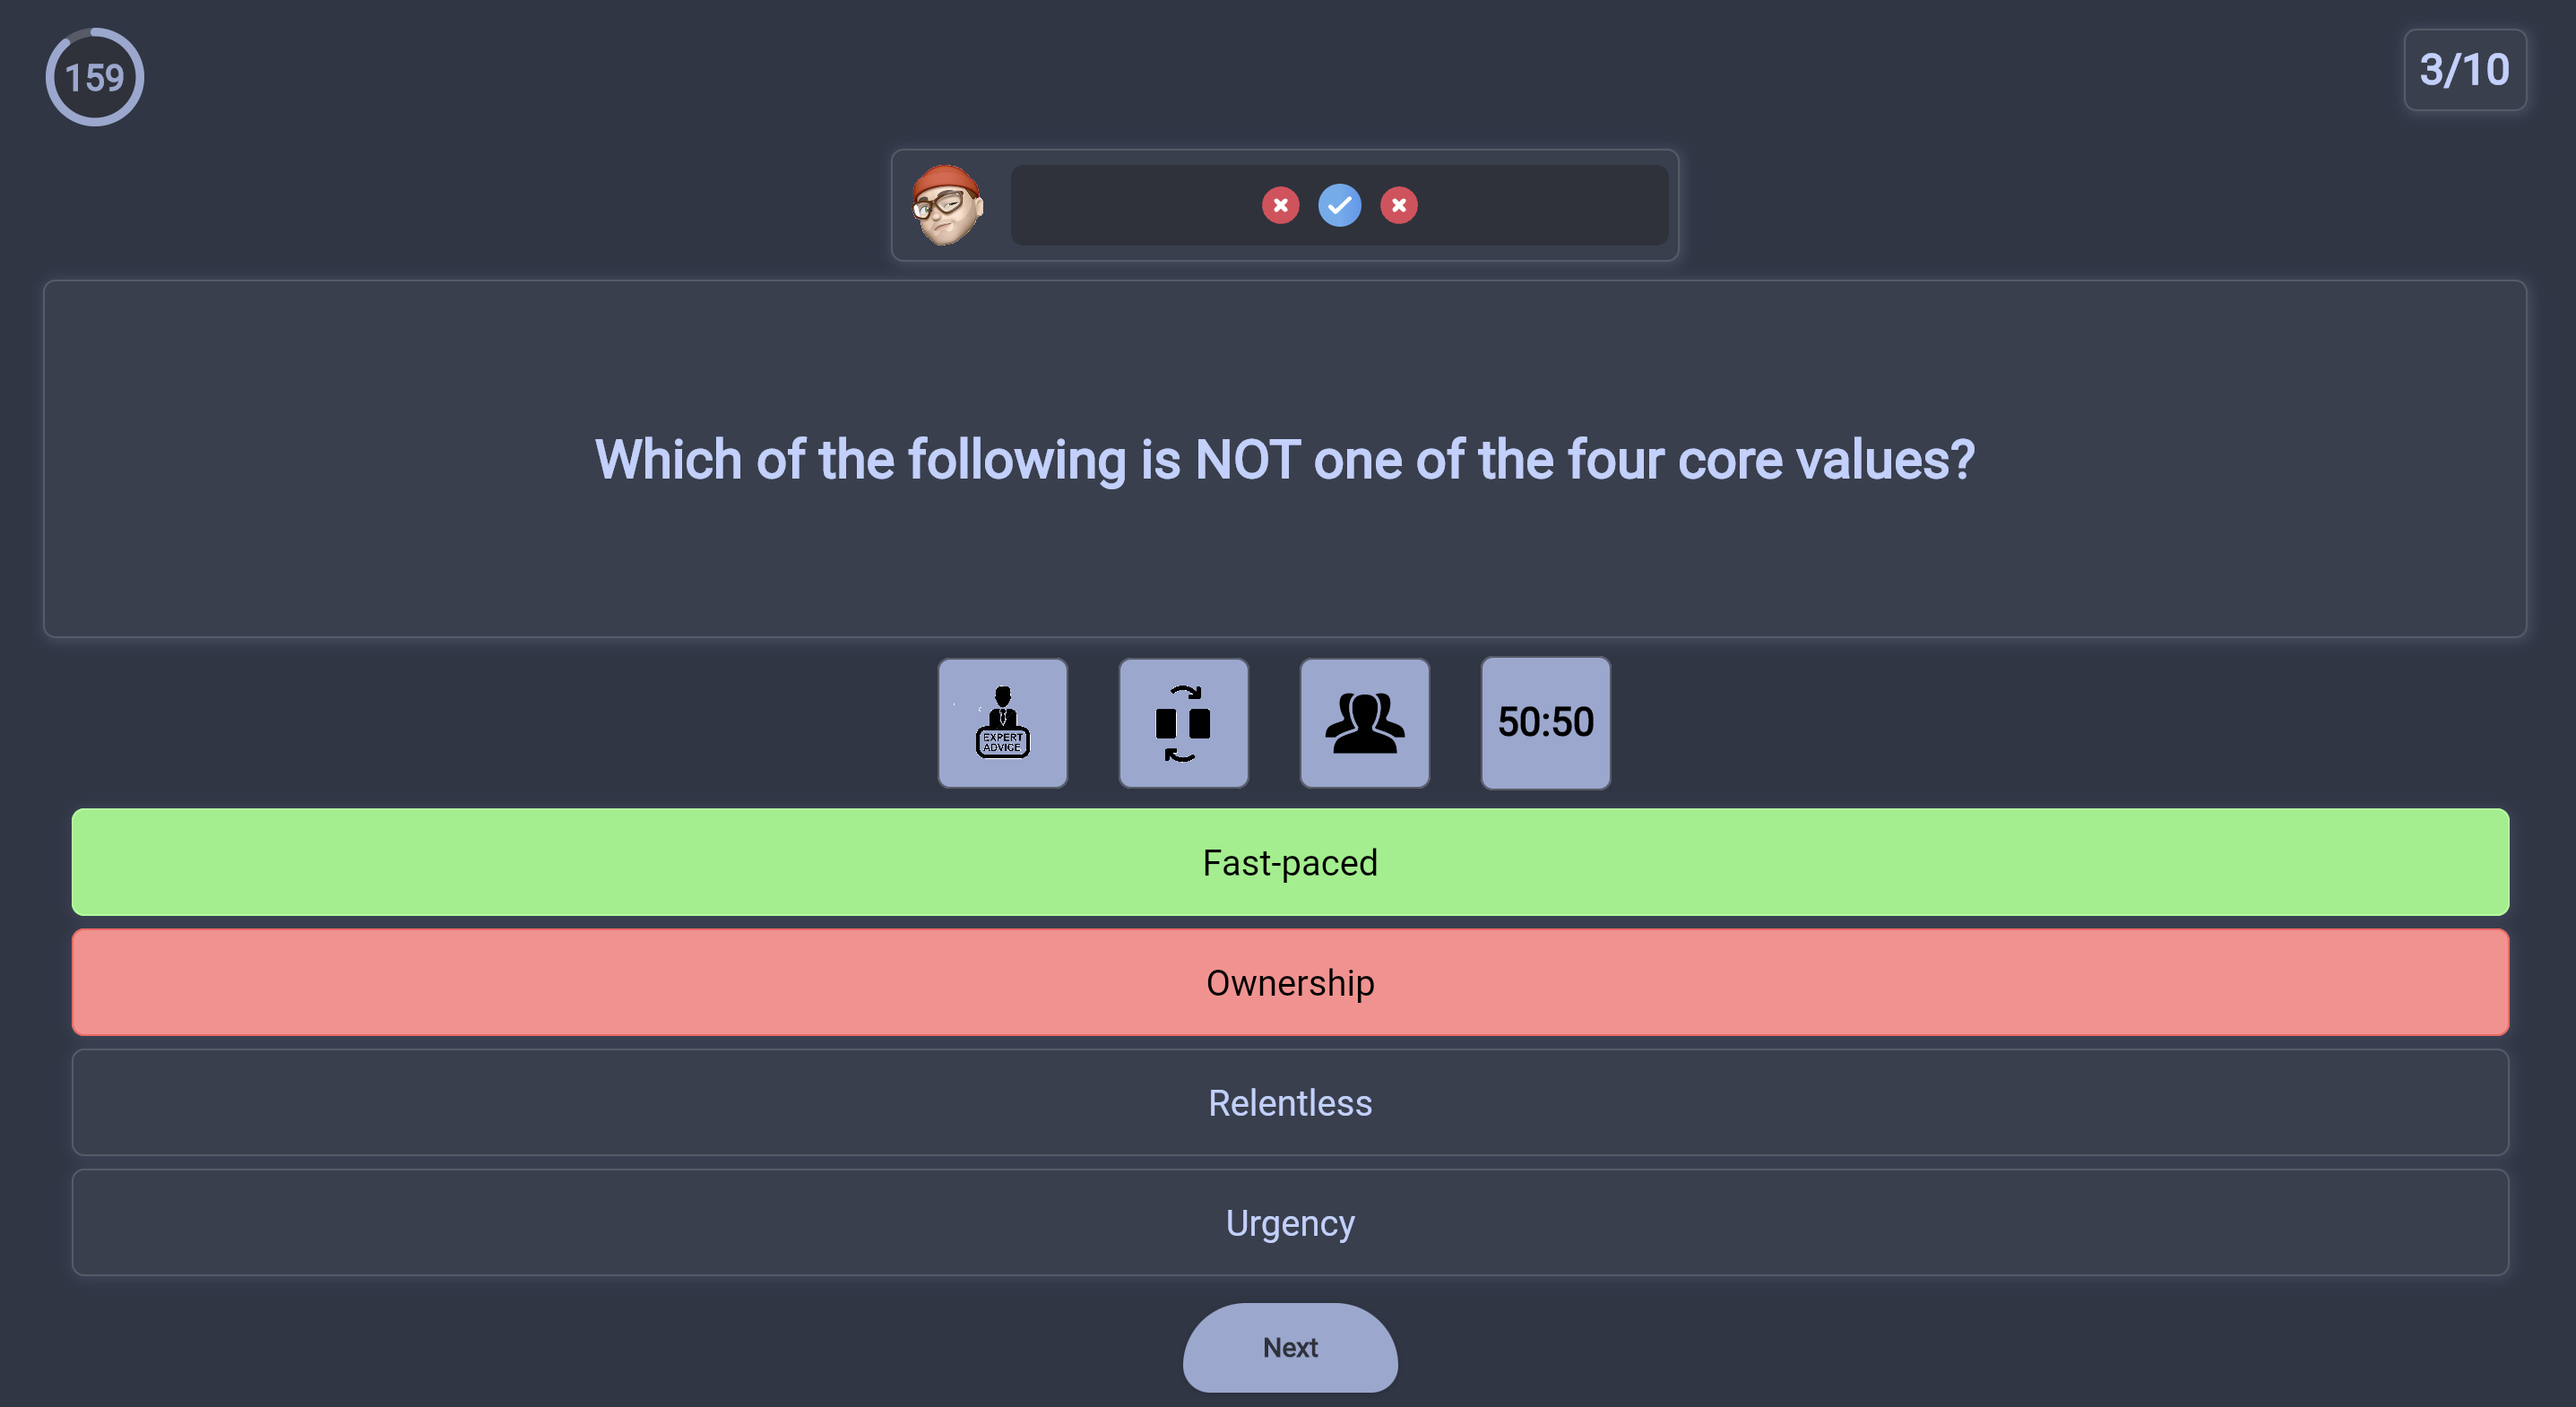 159
3/10
Which of the following is NOT one of the four core values?
EXPERT
ADVICE
50:50
Fast-paced
Ownership
Relentless
Urgency
Next